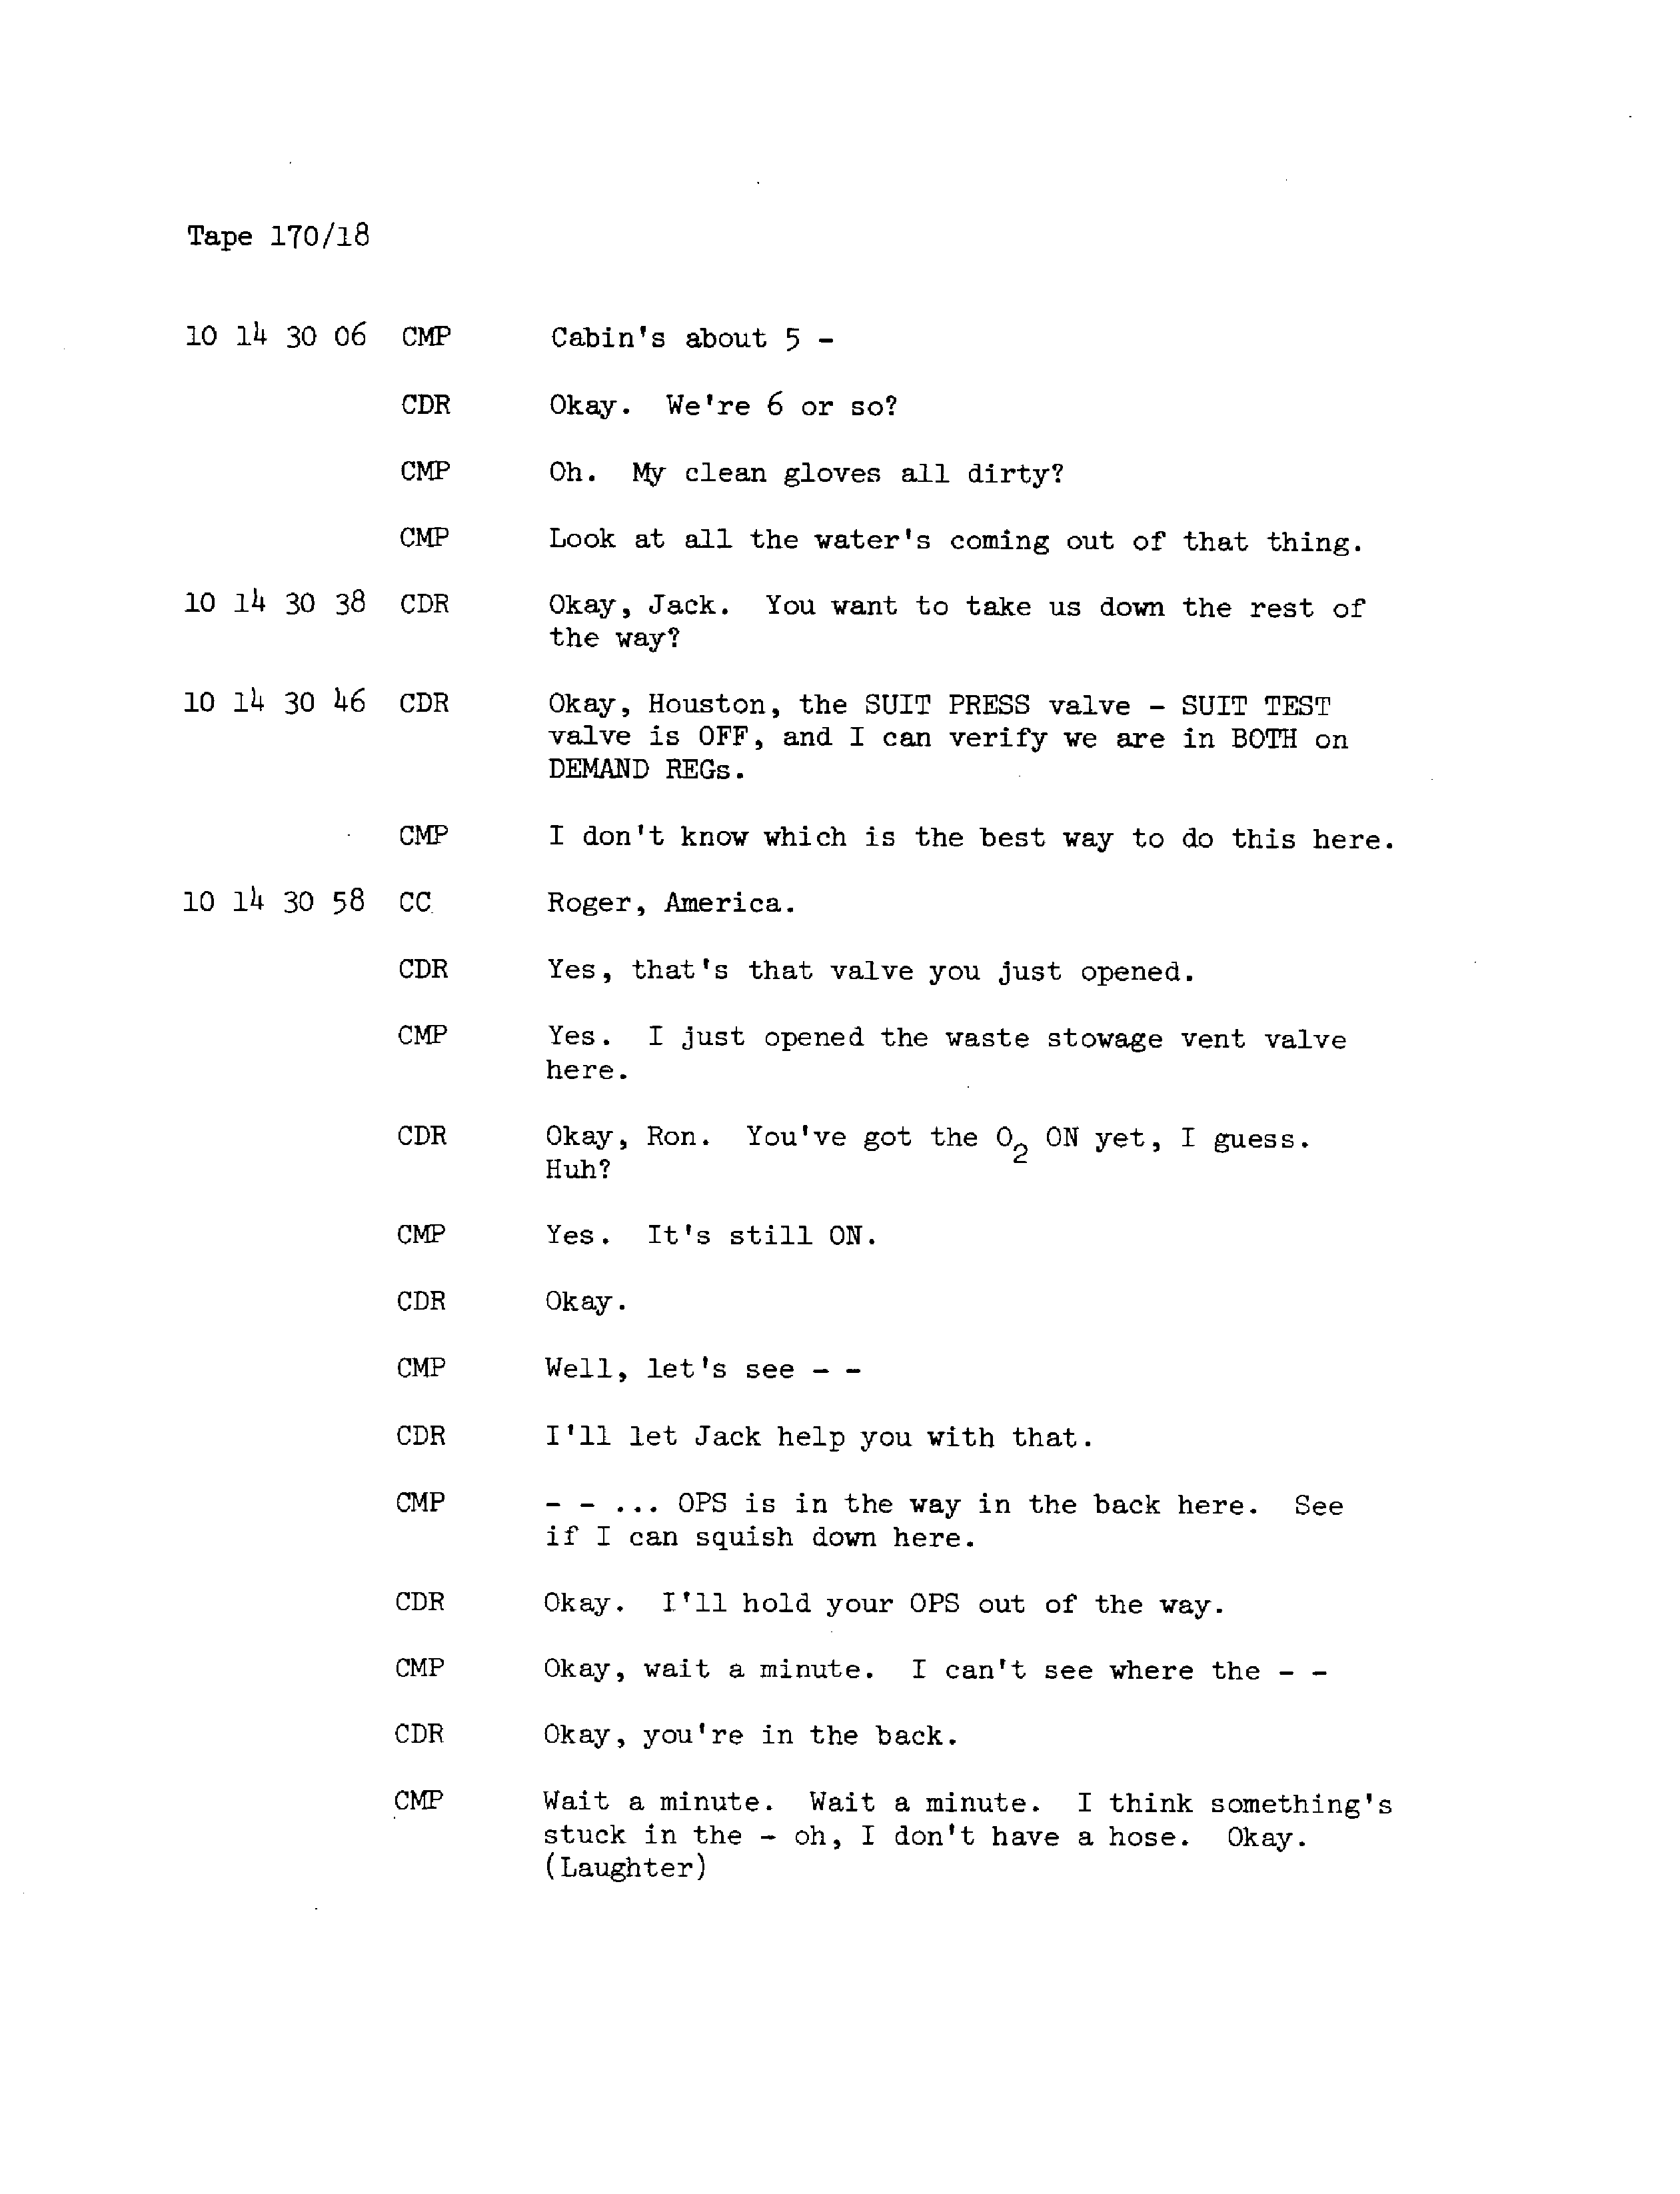 Tape 170/18
10 14 30 06 CMP Cabin's about 5 -
CDR Okay. We're 6 or so?
CMP Oh. My clean gloves all dirty?
CMP Look at all the water's coming out of that thing.
10 14 30 38 CDR Okay, Jack. You want to take us down the rest of
the way?
10 14 30 46 CDR Okay, Houston, the SUIT PRESS valve - SUIT TEST
valve is OFF, and I can verify we are in BOTH on
DEMAND REGs.
CMP I don't know which is the best way to do this here.
10 14 30 58 CC Roger, America.
CDR Yes, that's that valve you just opened.
CMP Yes. I just opened the waste stowage vent valve
here.
CDR Okay, Ron. You've got the O2 ON yet, I guess.
Huh?
CMP Yes. It's still ON.
CDR Okay.
CMP Well, let's see - -
CDR I'll let Jack help you with that.
CMP - - ... OPS is in the way in the back here. See
if I can squish down here.
CDR Okay. I'll hold your OPS out of the way.
CMP Okay, wait a minute. I can't see where the - -
CDR Okay, you're in the back.
CMP Wait a minute. Wait a minute. I think something's
stuck in the - oh, I don't have a hose. Okay.
(Laughter)